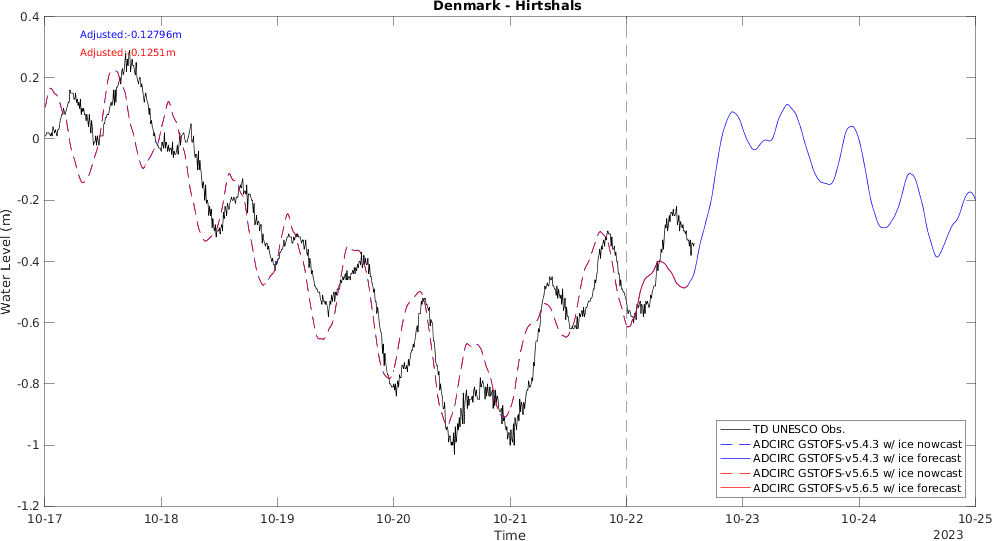 Denmark - Hirtshals
Adjusted:-0.12796m
Adjusted:-0.1251m
0.4
0.2
0
-0.2
-0.4
-0.6
-0.8
-1
-1.2
Water Level (m)
10-17
10-18
10-19
10-20
10-21
10-22
10-23
10-24
10-25
Time
2023
TD UNESCO Obs.
ADCIRC GSTOFS-v5.4.3 w/ ice nowcast
ADCIRC GSTOFS-v5.4.3 w/ ice forecast
ADCIRC GSTOFS-v5.6.5 w/ ice nowcast
ADCIRC GSTOFS-v5.6.5 w/ ice forecast